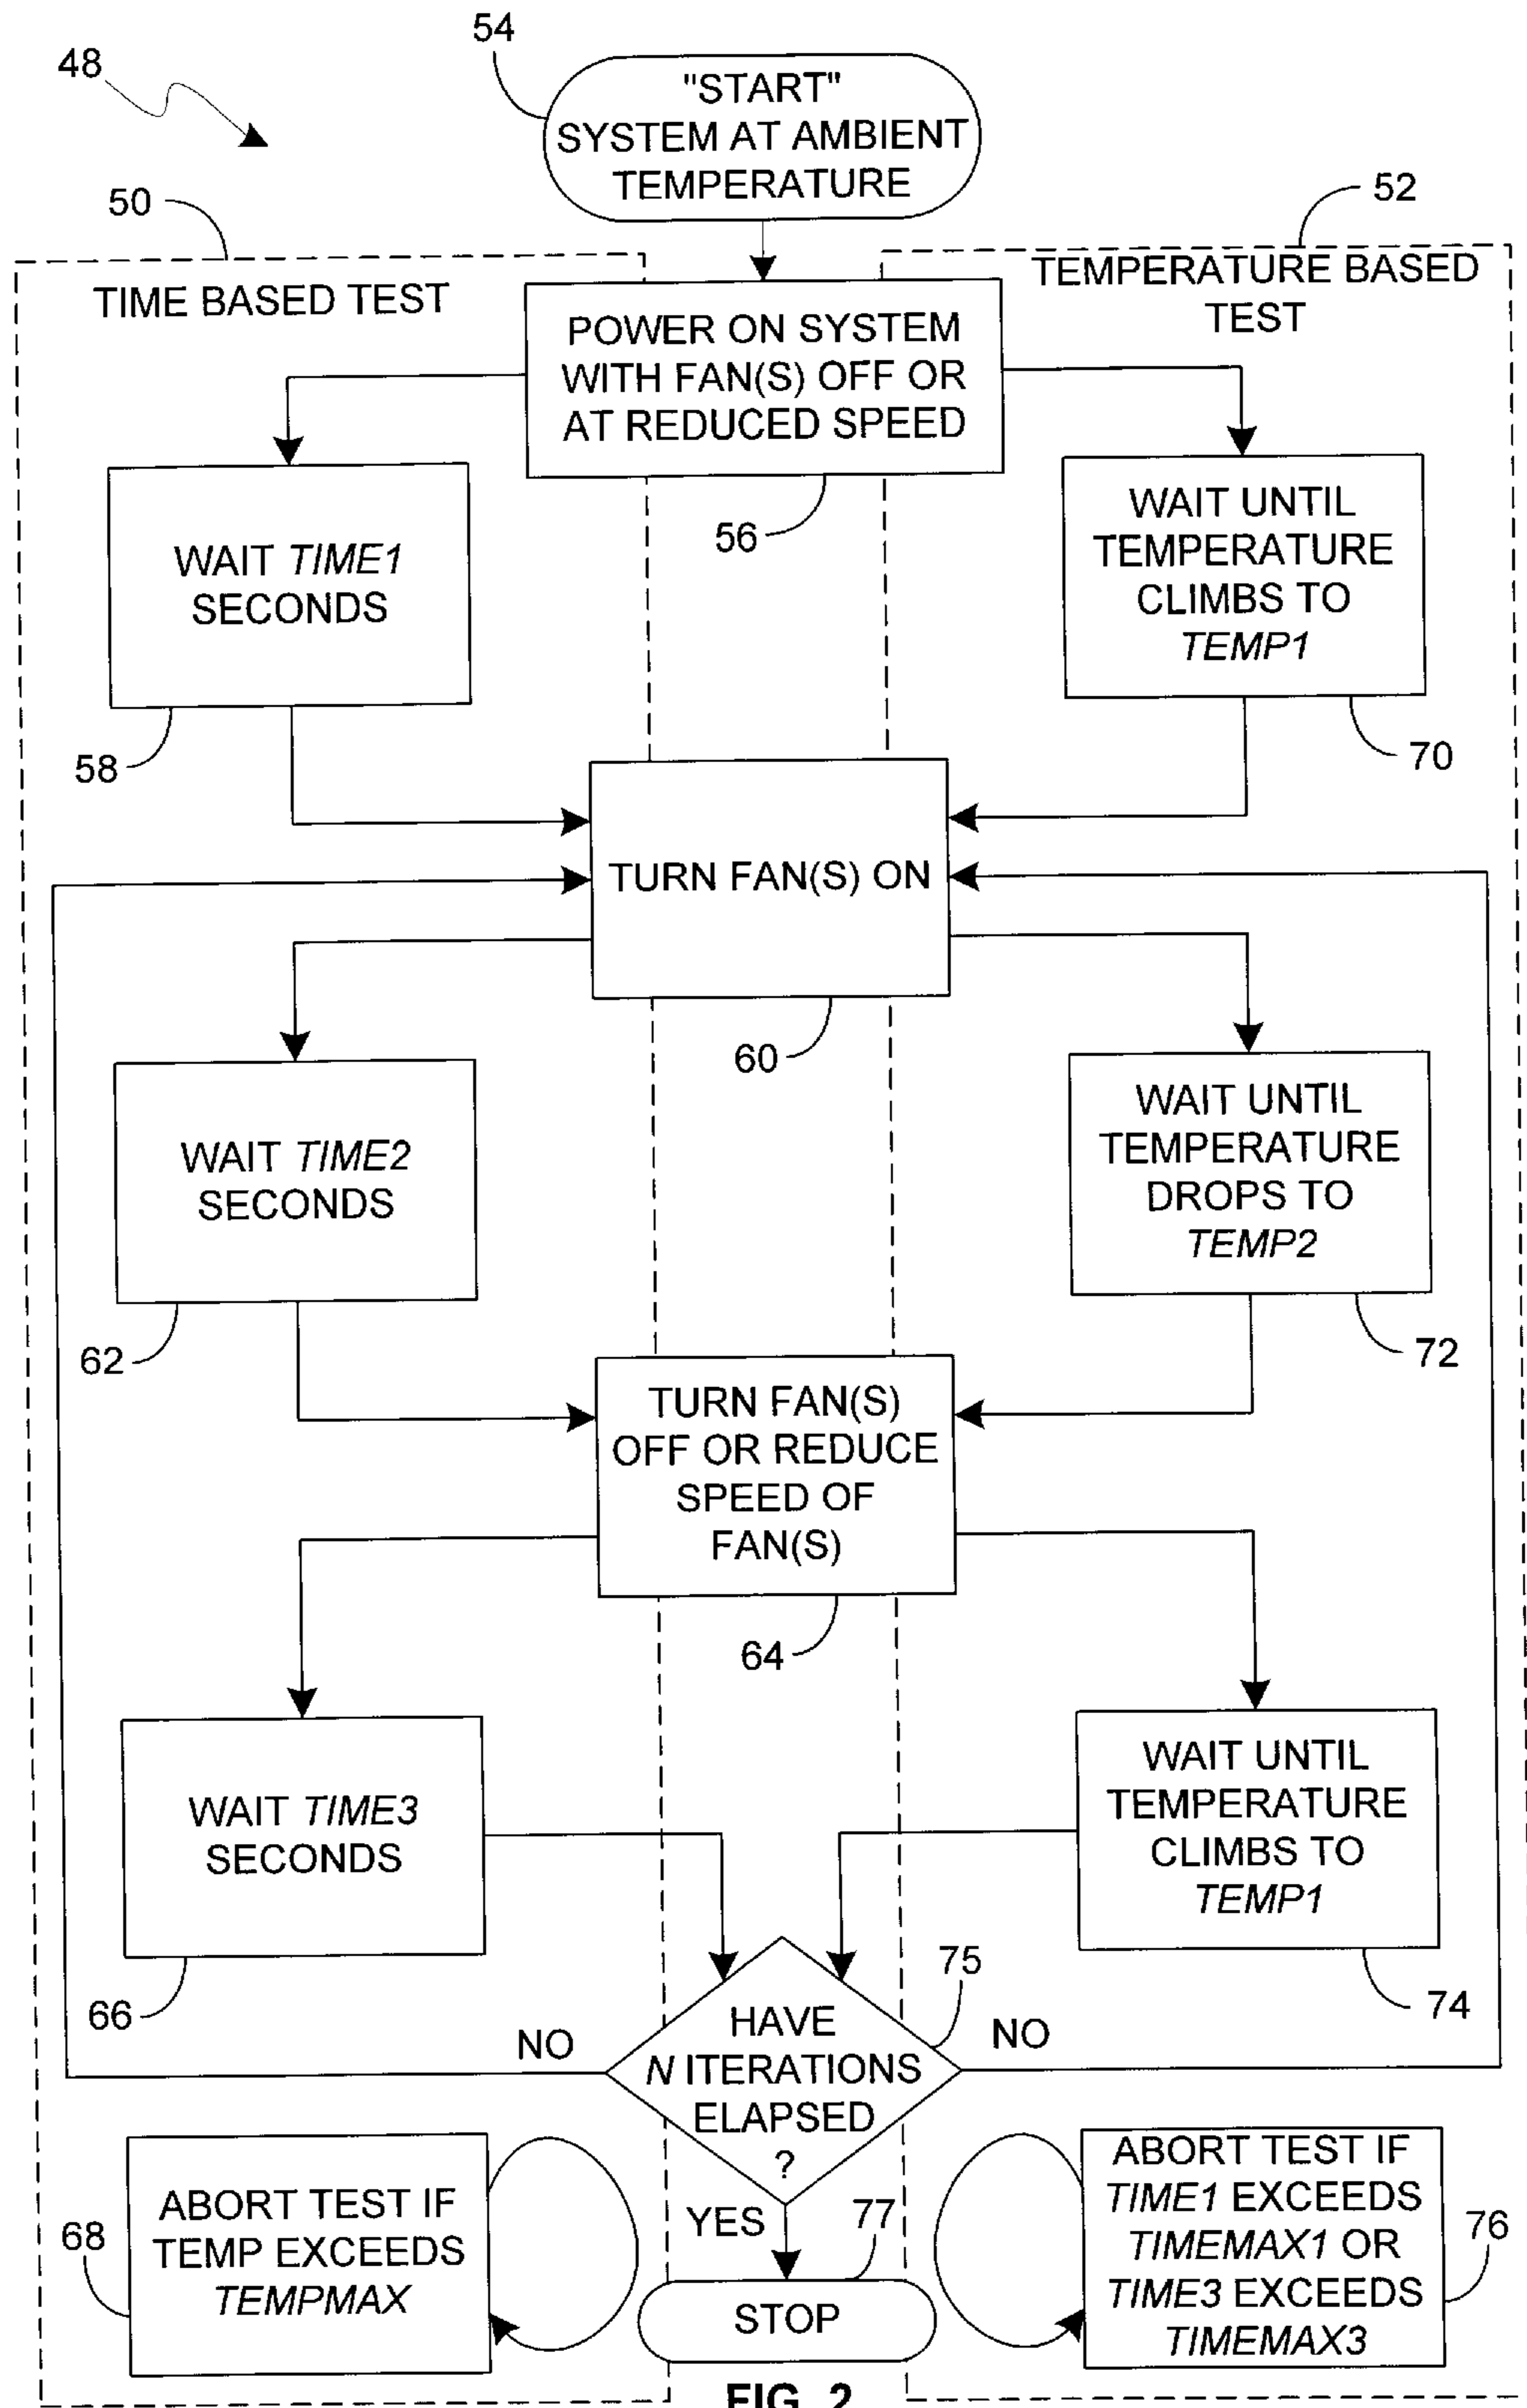 54
48
"START"
SYSTEM AT AMBIENT
TEMPERATURE
50
52
TIME BASED TEST
TEMPERATURE BASED
TEST
POWER ON SYSTEM
WITH FAN(S) OFF OR
AT REDUCED SPEED
56
WAIT TIME1
SECONDS
58
WAIT UNTIL
TEMPERATURE
CLIMBS TO
TEMP1
70
TURN FAN(S) ON
60
WAIT TIME2
SECONDS
62
WAIT UNTIL
TEMPERATURE
DROPS TO
TEMP2
72
TURN FAN(S)
OFF OR REDUCE
SPEED OF
FAN(S)
64
WAIT TIME3
SECONDS
66
WAIT UNTIL
TEMPERATURE
CLIMBS TO
TEMP1
74
75
HAVE
N ITERATIONS
ELAPSED
?
NO
NO
YES
77
STOP
ABORT TEST IF
TEMP EXCEEDS
TEMPMAX
68
ABORT TEST IF
TIME1 EXCEEDS
TIMEMAX1 OR
TIME3 EXCEEDS
TIMEMAX3
76
FIG. 2